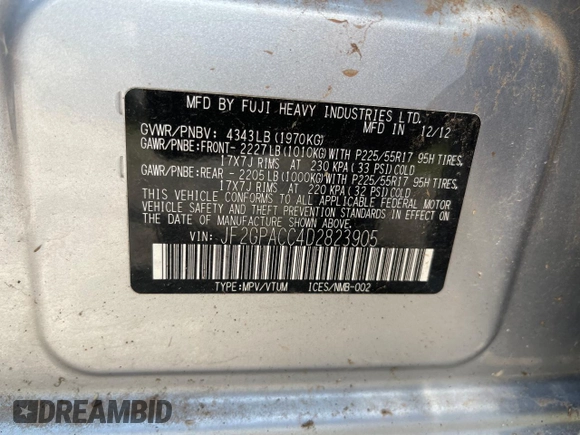 MFD BY FUJI HEAVY INDUSTRIES LTD.
GVWR/PNBV: 4343LB(1970KG) MFD IN 12/12
GAWR/PNBE:FRONT- 2227LB(1010KG)WITH P225/55R17 95H TIRES,
17X7J RIMS AT 230 KPA(33 PSI)COLD
GAWR/PNBE:REAR - 2205LB(1000KG)WITH P225/55R17 95H TIRES,
17X7J RIMS AT 220 KPA(32 PSI)COLD
THIS VEHICLE CONFORMS TO ALL APPLICABLE FEDERAL MOTOR
VEHICLE SAFETY AND THEFT PREVENTION STANDARDS IN EFFECT
ON THE DATE OF MANUFACTURE SHOWN ABOVE.
VIN: JF2GPACC4D2823905
TYPE:MPV/VTUM ICES/NMB-002
DREAMBID